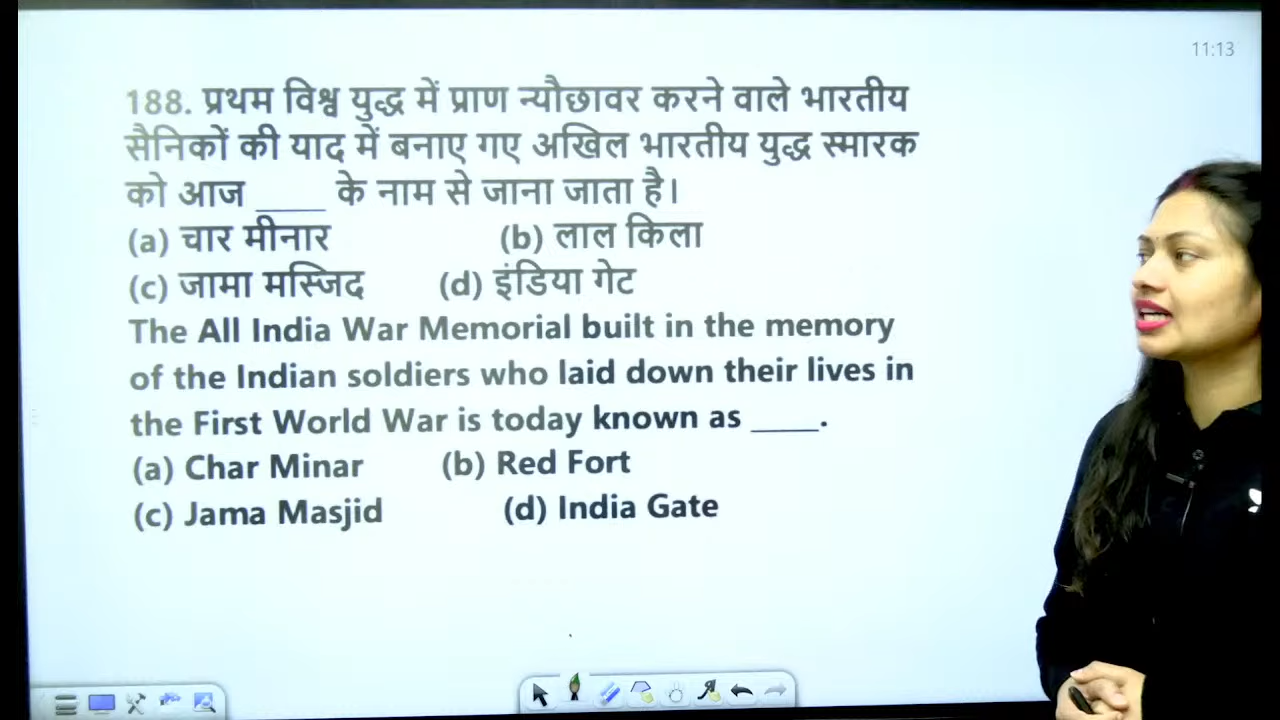 11:13
188. प्रथम विश्व युद्ध में प्राण न्यौछावर करने वाले भारतीय
सैनिकों की याद में बनाए गए अखिल भारतीय युद्ध स्मारक
को आज ____ के नाम से जाना जाता है।
(a) चार मीनार (b) लाल किला
(c) जामा मस्जिद (d) इंडिया गेट
The All India War Memorial built in the memory
of the Indian soldiers who laid down their lives in
the First World War is today known as ____.
(a) Char Minar (b) Red Fort
(c) Jama Masjid (d) India Gate